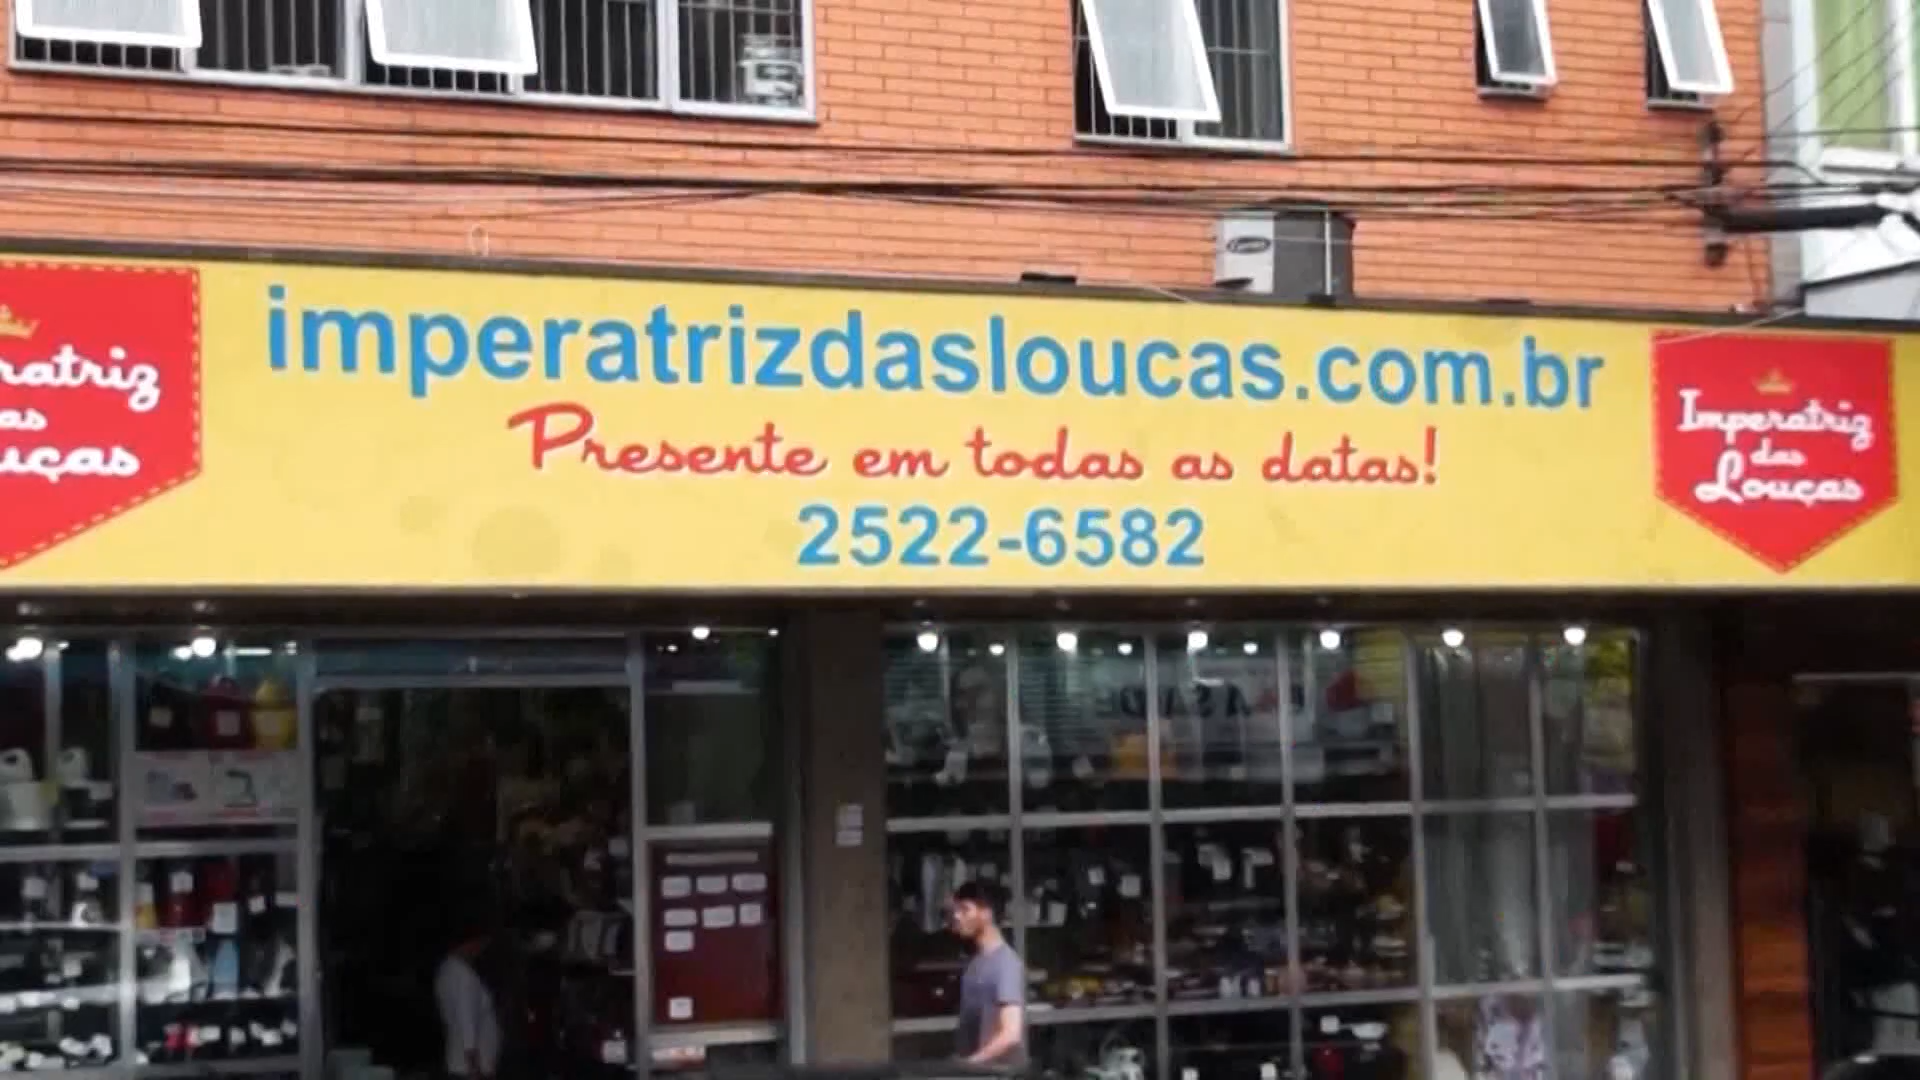 imperatrizdasloucas.com.br
Presente em todas as datas!
2522-6582
ratriz
as
uças
Imperatriz
das
Louças